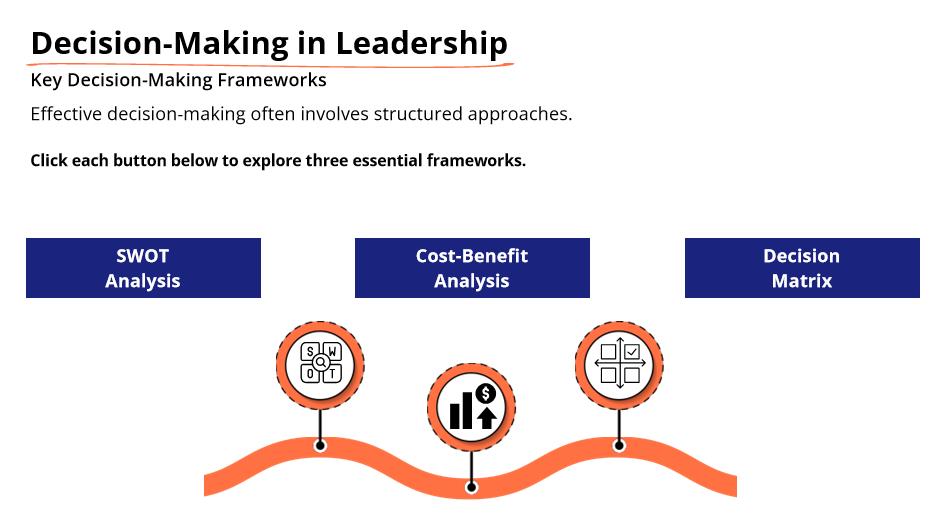 Decision-Making in Leadership
Key Decision-Making Frameworks
Effective decision-making often involves structured approaches.
Click each button below to explore three essential frameworks.
SWOT
Analysis
Cost-Benefit
Analysis
Decision
Matrix
S W
O T
$